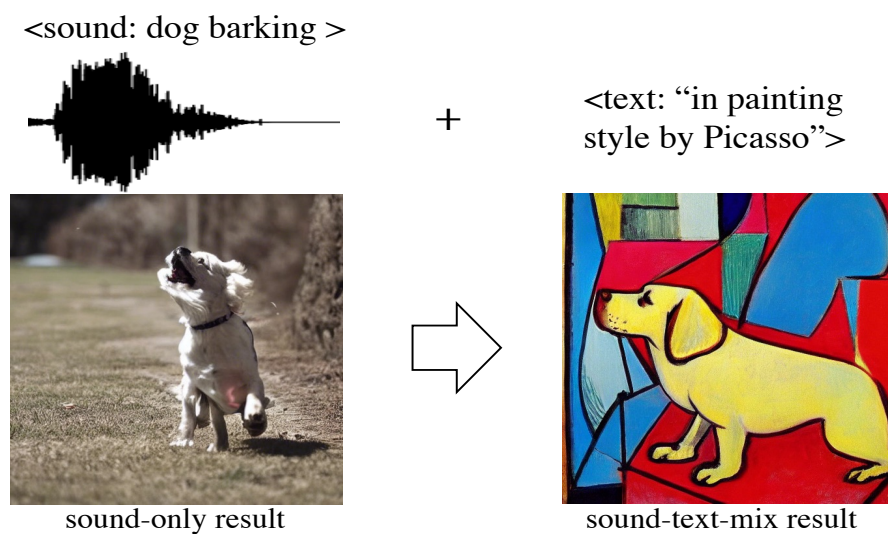 <sound: dog barking >
+
<text: “in painting
style by Picasso”>
sound-only result
sound-text-mix result